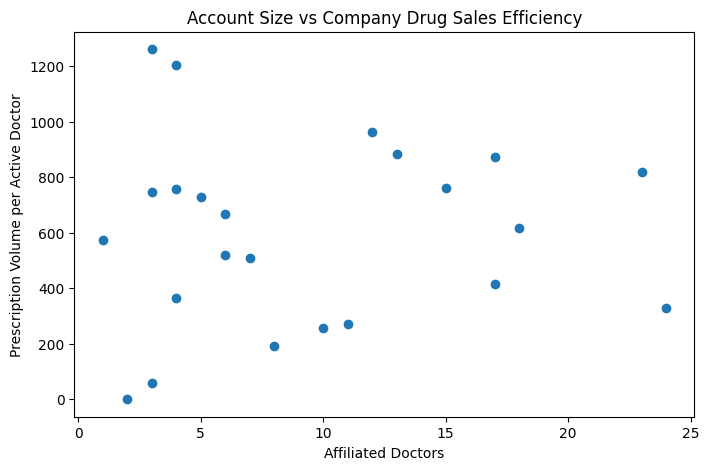 Account Size vs Company Drug Sales Efficiency
Prescription Volume per Active Doctor
1200
1000
800
600
400
200
0
0 5 10 15 20 25
Affiliated Doctors